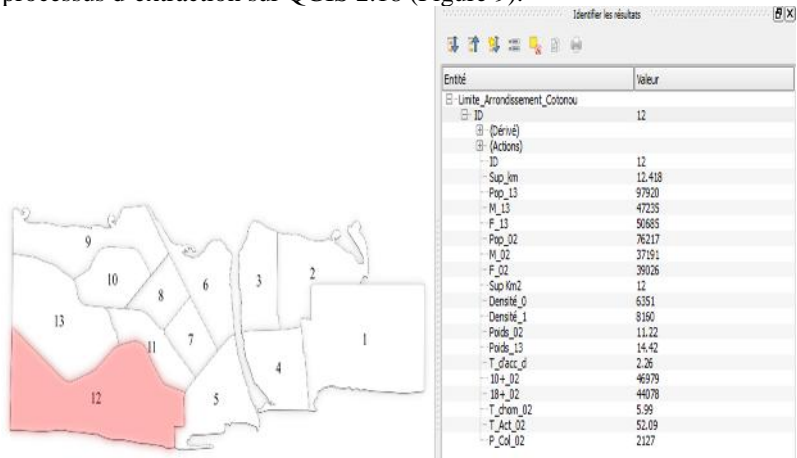 processus d'extraction sur QGIS 2.18 (Figure 9).
Identifier les résultats
Entité Valeur
Limite_Arrondissement_Cotonou
ID 12
(Dérivé)
(Actions)
ID 12
Sup_km 12.418
Pop_13 97920
M_13 47235
F_13 50685
Pop_02 76217
M_02 37191
F_02 39026
Sup Km2 12
Densité_0 6351
Densité_1 8160
Poids_02 11.22
Poids_13 14.42
T_d'acc_d 2.26
10+_02 46979
18+_02 44078
T_chom_02 5.99
T_Act_02 52.09
P_Col_02 2127
9
10
8
6
3
2
13
11
7
4
1
12
5